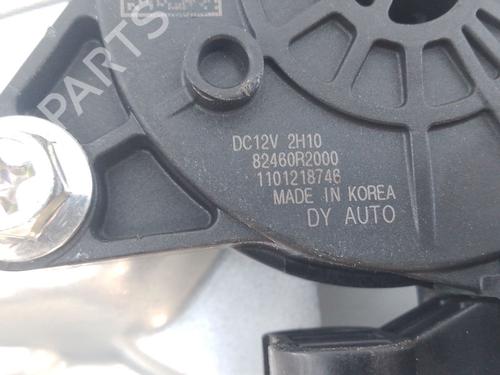 DC12V 2H10
82460R2000
1101218746
MADE IN KOREA
DY AUTO
B-PARTS